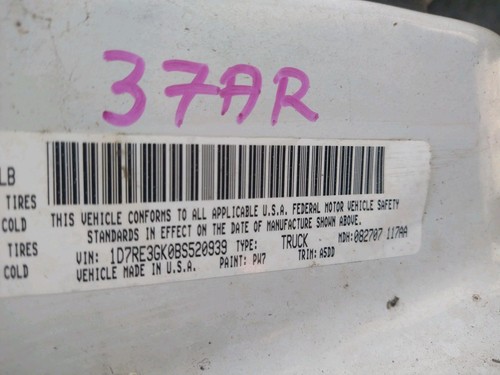 37AR
LB
TIRES
COLD
TIRES
COLD
THIS VEHICLE CONFORMS TO ALL APPLICABLE U.S.A. FEDERAL MOTOR VEHICLE SAFETY
STANDARDS IN EFFECT ON THE DATE OF MANUFACTURE SHOWN ABOVE.
VIN: 1D7RE3GK0BS520939 TYPE: TRUCK MDH: 082707 117AA
VEHICLE MADE IN U.S.A. PAINT: PW7 TRIM: A5DD